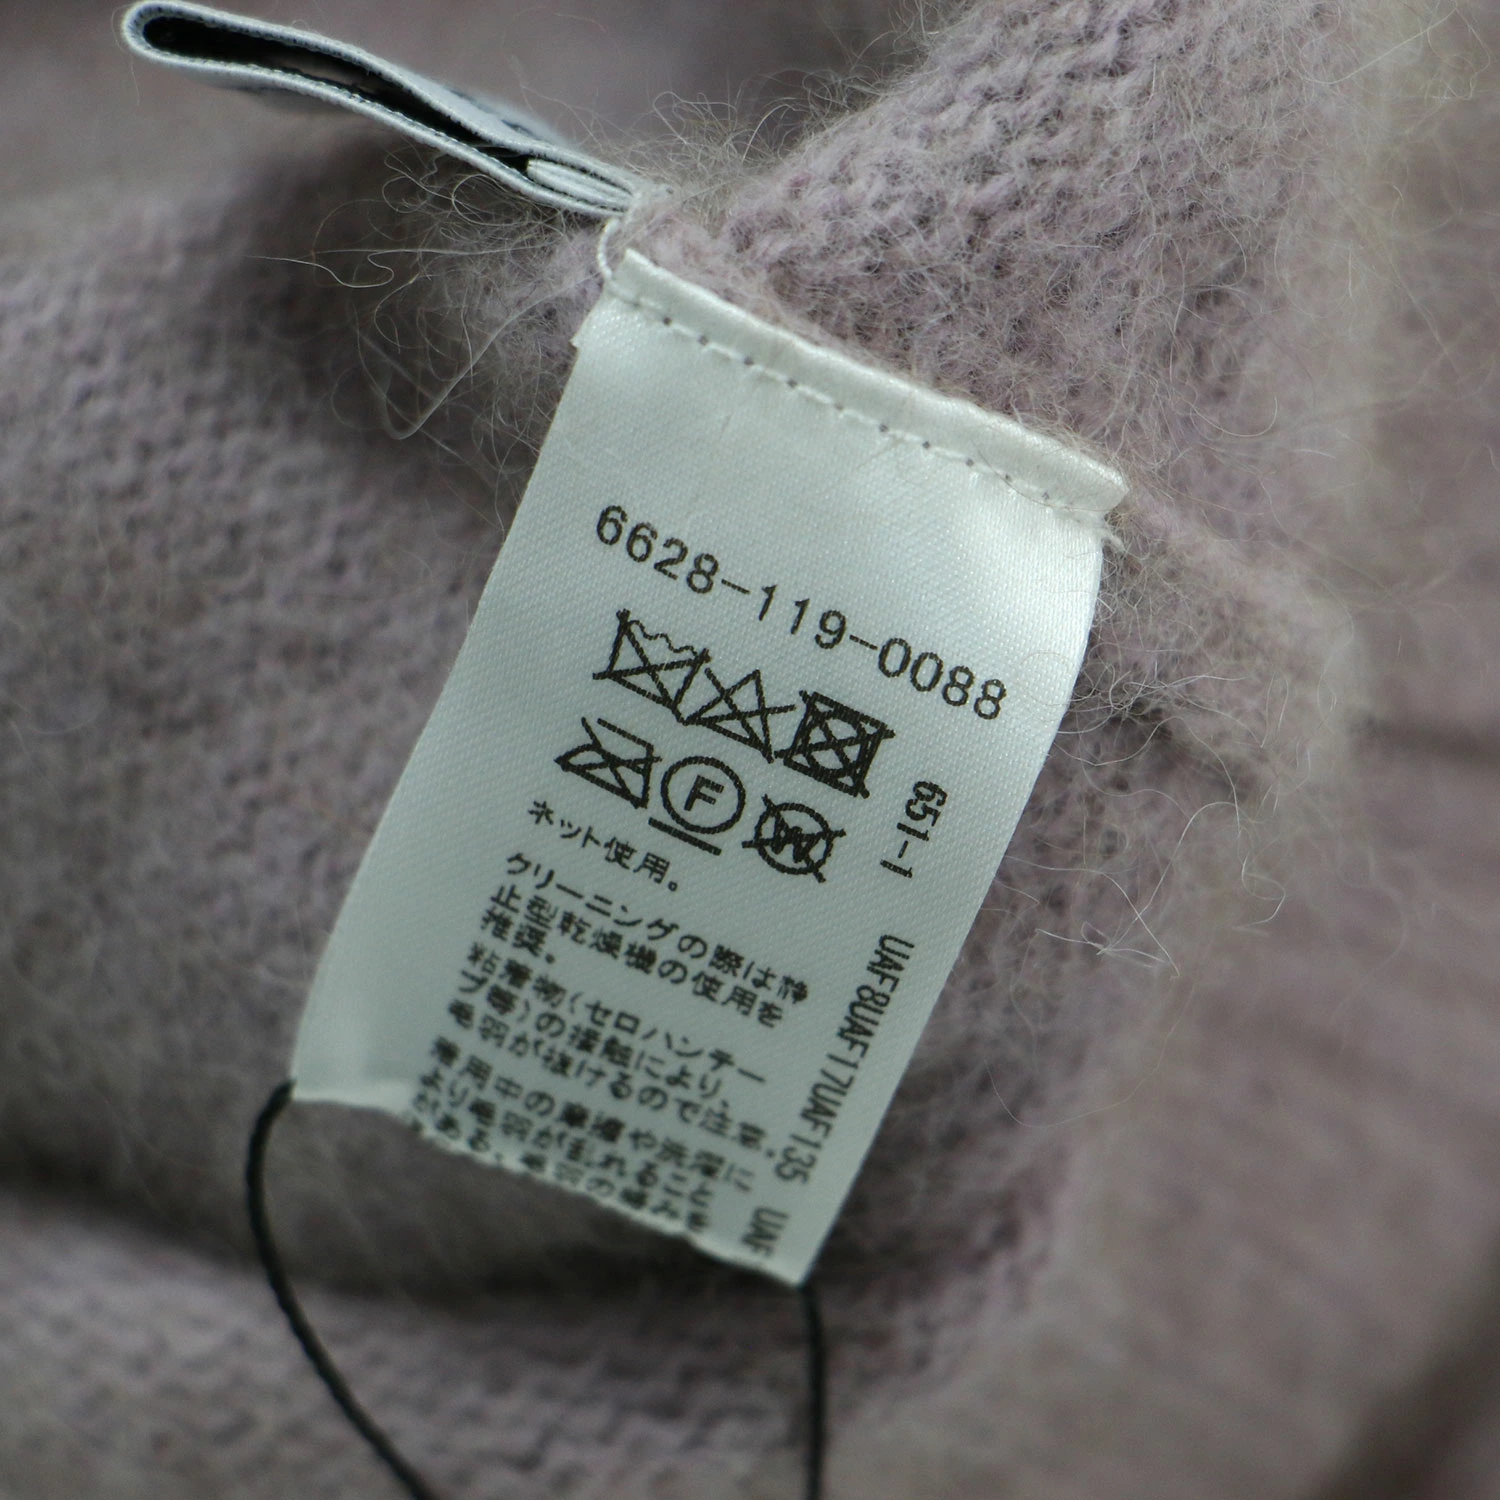 6628-119-0088
F
W
ネット使用。
クリーニングの際は静
止型乾燥機の使用を
推奨。
粘着物(セロハンテー
プ等)の接触により、
毛羽が抜けるので注意。
着用中の摩擦や洗濯に
より毛羽が乱れることも
がある。毛羽の
651-1
UAF8UAF17UAF135
UAF